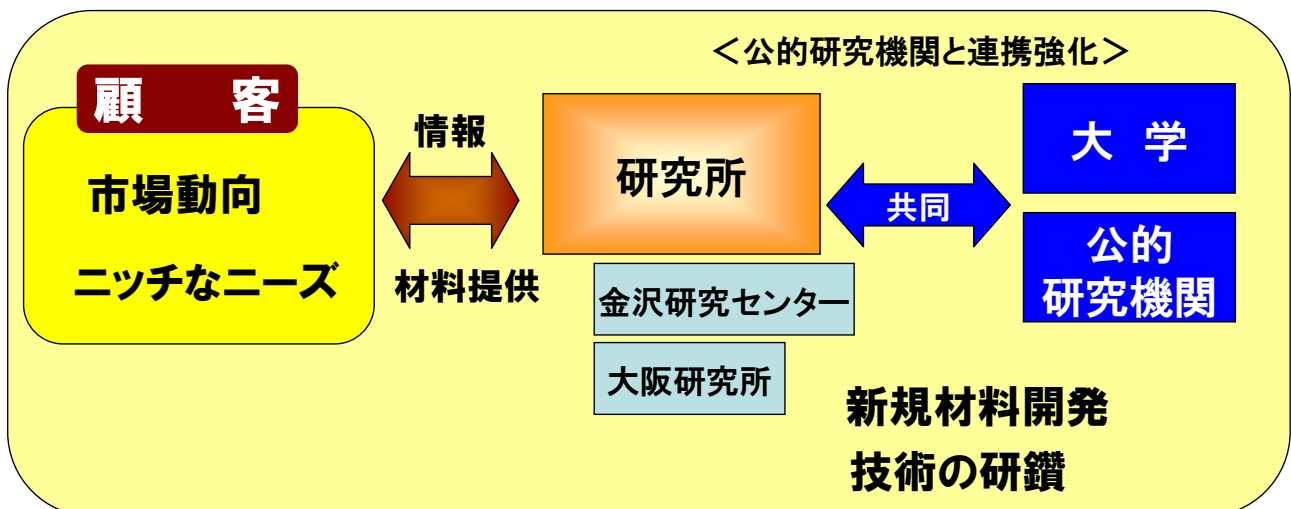 <公的研究機関と連携強化>
顧 客
市場動向
ニッチなニーズ
情報
材料提供
研究所
金沢研究センター
大阪研究所
共同
大 学
公的
研究機関
新規材料開発
技術の研鑽